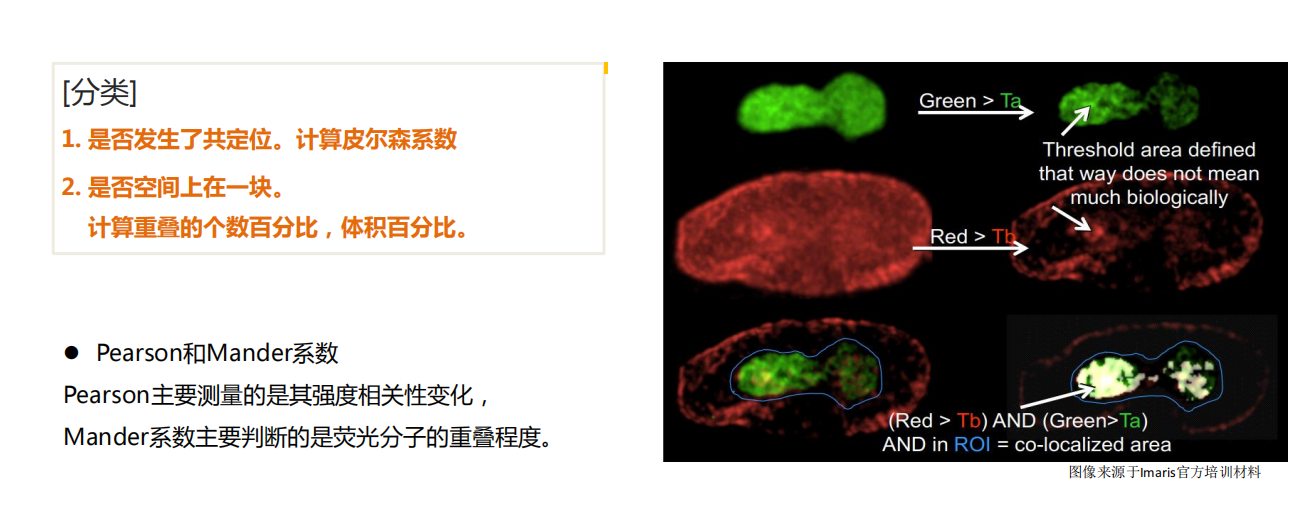 [分类]
1. 是否发生了共定位。计算皮尔森系数
2. 是否空间上在一块。
计算重叠的个数百分比，体积百分比。
● Pearson和Mander系数
Pearson主要测量的是其强度相关性变化，
Mander系数主要判断的是荧光分子的重叠程度。
Green > Ta
Threshold area defined
that way does not mean
much biologically
Red > Tb
(Red > Tb) AND (Green>Ta)
AND in ROI = co-localized area
图像来源于Imaris官方培训材料